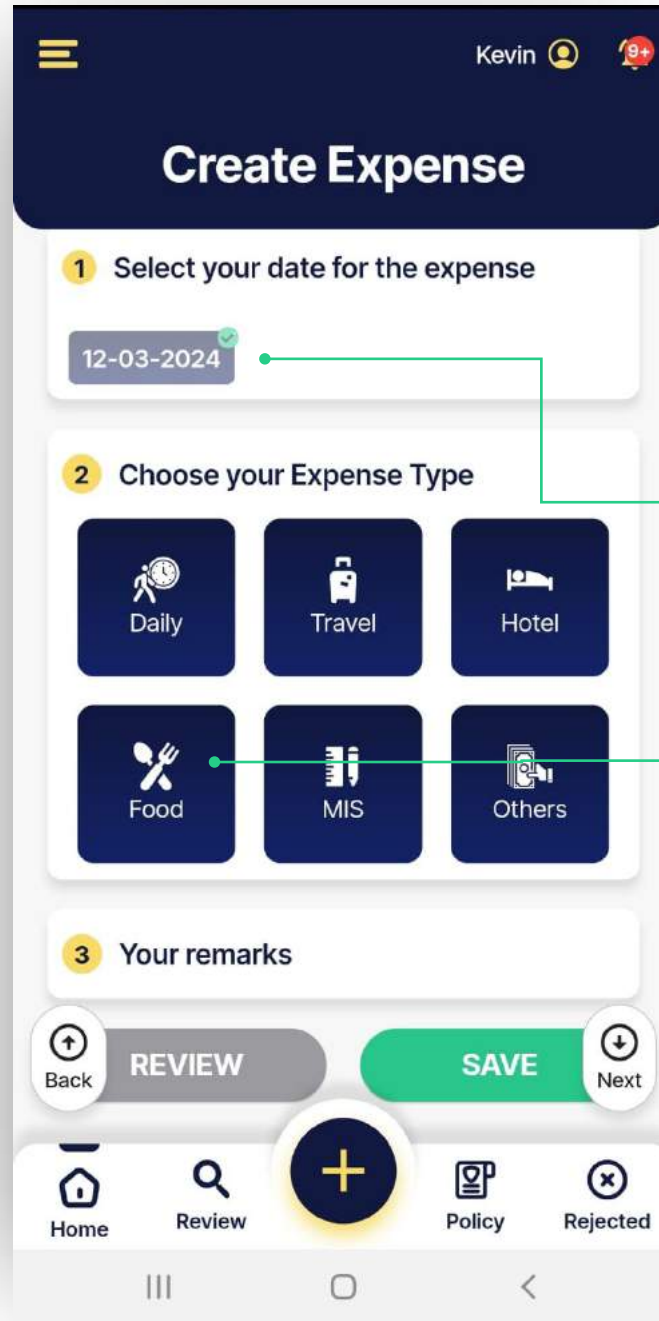 Kevin 9+
Create Expense
1 Select your date for the expense
12-03-2024
2 Choose your Expense Type
Daily Travel Hotel
Food MIS Others
3 Your remarks
Back REVIEW SAVE Next
Home Review Policy Rejected